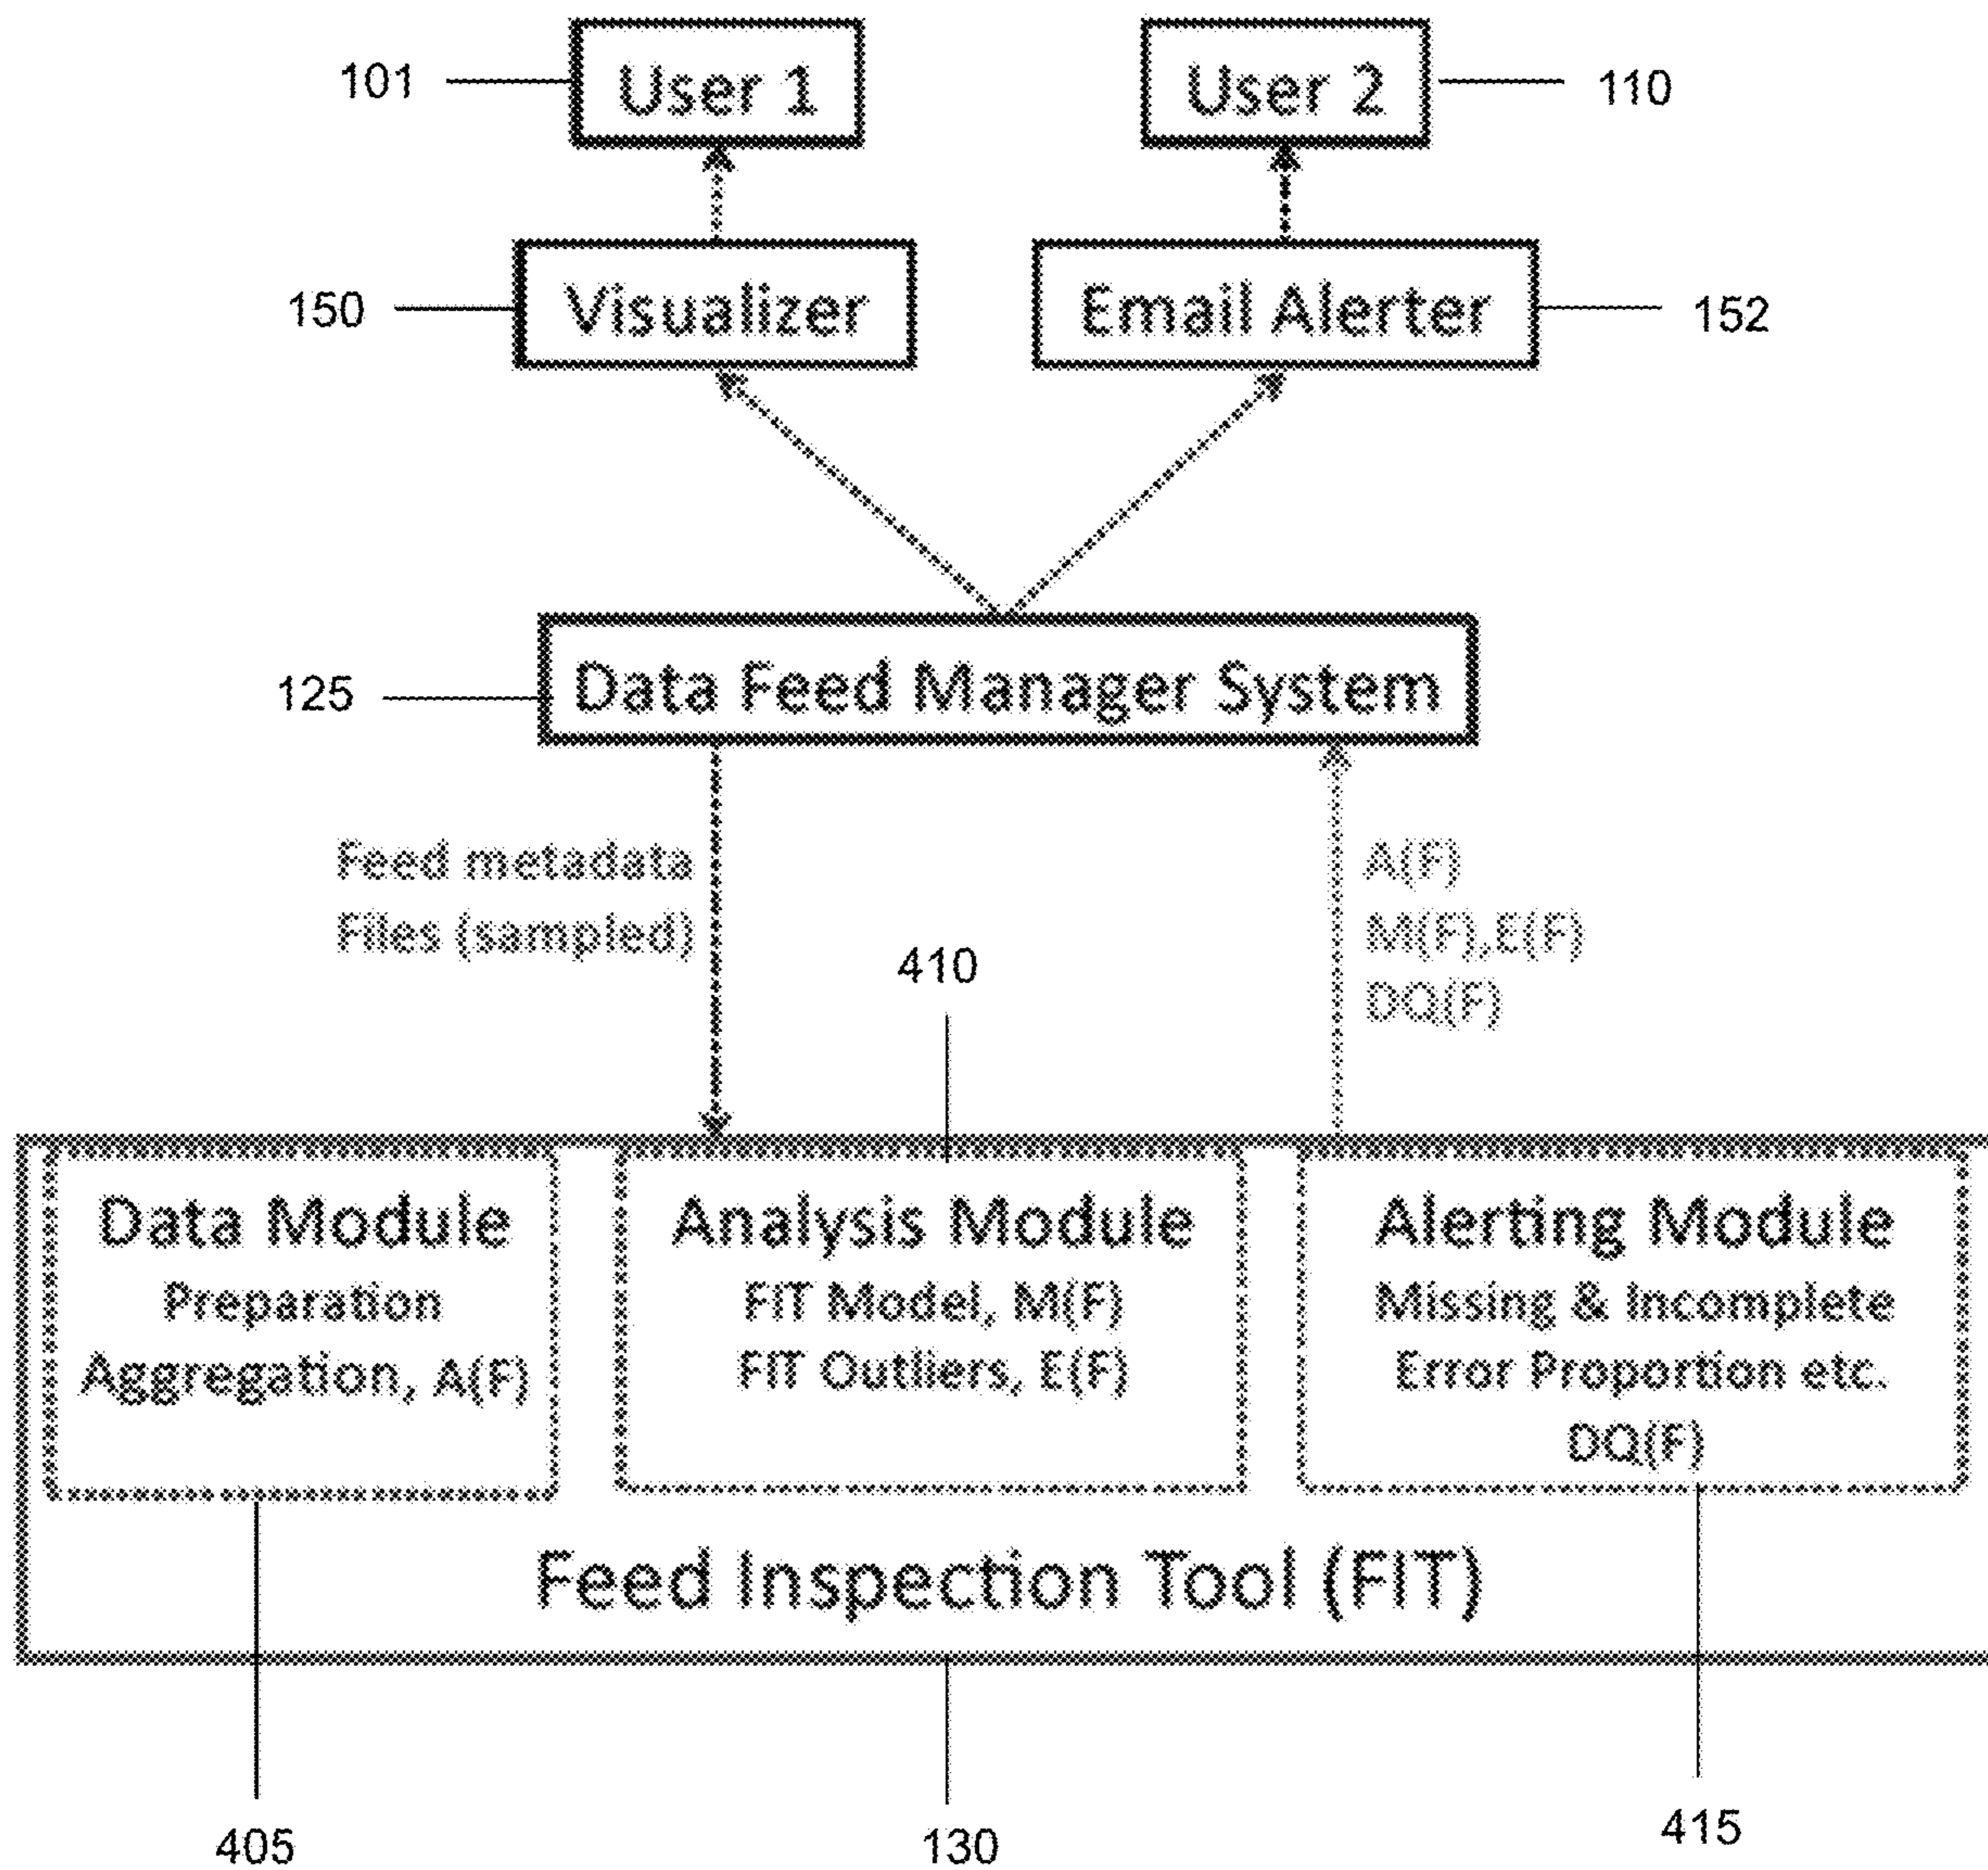 101
User 1
User 2
110
150
Visualizer
Email Alerter
152
125
Data Feed Manager System
Feed metadata
Files (sampled)
A(F)
M(F),E(F)
DQ(F)
410
Data Module
Preparation
Aggregation, A(F)
Analysis Module
FIT Model, M(F)
FIT Outliers, E(F)
Alerting Module
Missing & Incomplete
Error Proportion etc.
DQ(F)
Feed Inspection Tool (FIT)
405
130
415